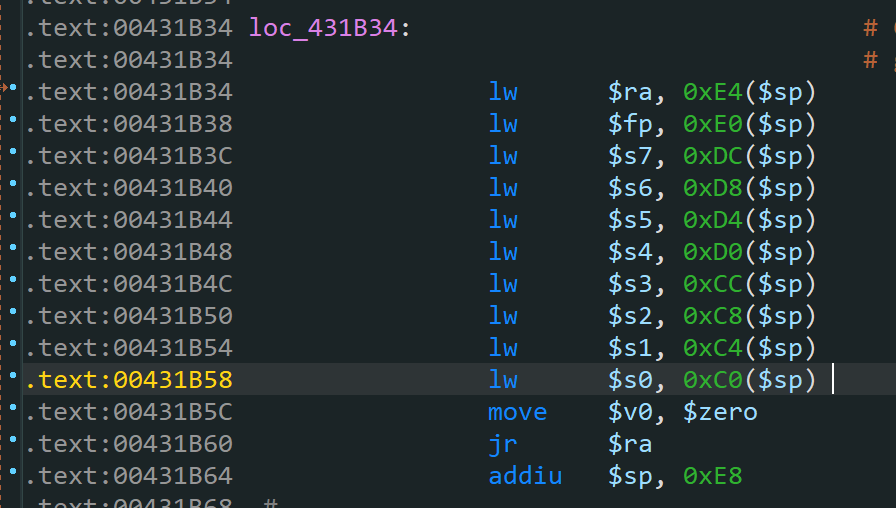 .text:00431B34 loc_431B34: #
.text:00431B34 #
.text:00431B34 lw $ra, 0xE4($sp)
.text:00431B38 lw $fp, 0xE0($sp)
.text:00431B3C lw $s7, 0xDC($sp)
.text:00431B40 lw $s6, 0xD8($sp)
.text:00431B44 lw $s5, 0xD4($sp)
.text:00431B48 lw $s4, 0xD0($sp)
.text:00431B4C lw $s3, 0xCC($sp)
.text:00431B50 lw $s2, 0xC8($sp)
.text:00431B54 lw $s1, 0xC4($sp)
.text:00431B58 lw $s0, 0xC0($sp)
.text:00431B5C move $v0, $zero
.text:00431B60 jr $ra
.text:00431B64 addiu $sp, 0xE8
.text:00431B68 #